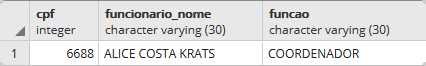 cpf funcionario_nome funcao
integer character varying (30) character varying (30)
1 6688 ALICE COSTA KRATS COORDENADOR